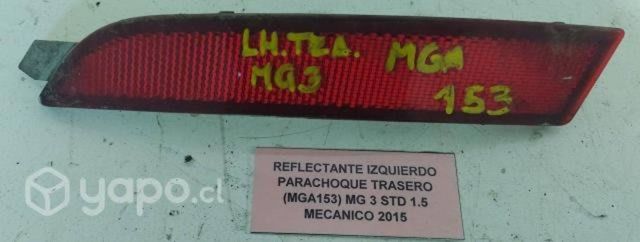 LH.TRA. MGA
MG3 153
REFLECTANTE IZQUIERDO
PARACHOQUE TRASERO
(MGA153) MG 3 STD 1.5
MECANICO 2015
yapo.cl